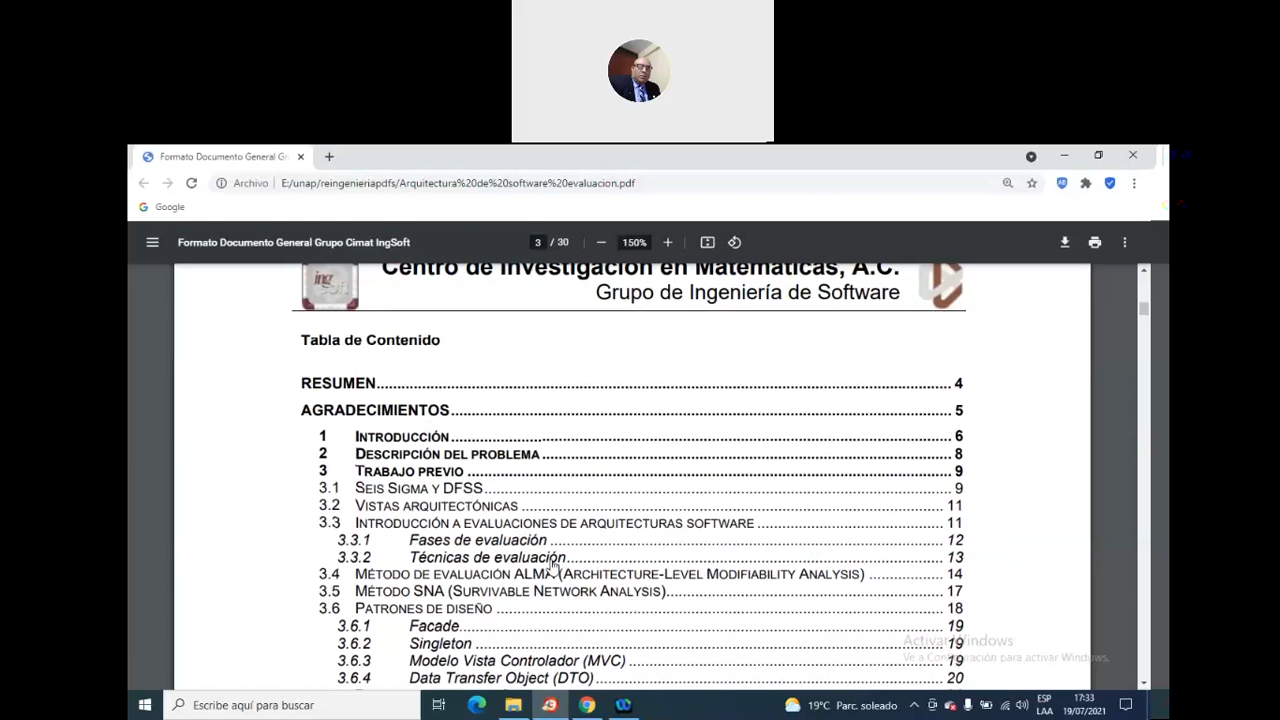 Formato Documento General Gr
Archivo E:/unap/reingenieriapdfs/Arquitectura%20de%20software%20evaluacion.pdf
Google
Formato Documento General Grupo Cimat IngSoft 3 / 30 150%
Centro de Investigación en Matemáticas, A.C.
ing soft
Grupo de Ingeniería de Software
Tabla de Contenido
RESUMEN 4
AGRADECIMIENTOS 5
1 INTRODUCCIÓN 6
2 DESCRIPCIÓN DEL PROBLEMA 8
3 TRABAJO PREVIO 9
3.1 SEIS SIGMA Y DFSS 9
3.2 VISTAS ARQUITECTÓNICAS 11
3.3 INTRODUCCIÓN A EVALUACIONES DE ARQUITECTURAS SOFTWARE 11
3.3.1 Fases de evaluación 12
3.3.2 Técnicas de evaluación 13
3.4 MÉTODO DE EVALUACIÓN ALMA (ARCHITECTURE-LEVEL MODIFIABILITY ANALYSIS) 14
3.5 MÉTODO SNA (SURVIVABLE NETWORK ANALYSIS) 17
3.6 PATRONES DE DISEÑO 18
3.6.1 Facade 19
3.6.2 Singleton 19
3.6.3 Modelo Vista Controlador (MVC) 19
3.6.4 Data Transfer Object (DTO) 20
Activar Windows
Ve a Configuración para activar Windows.
Escribe aquí para buscar
19°C Parc. soleado
ESP
LAA
17:33
19/07/2021